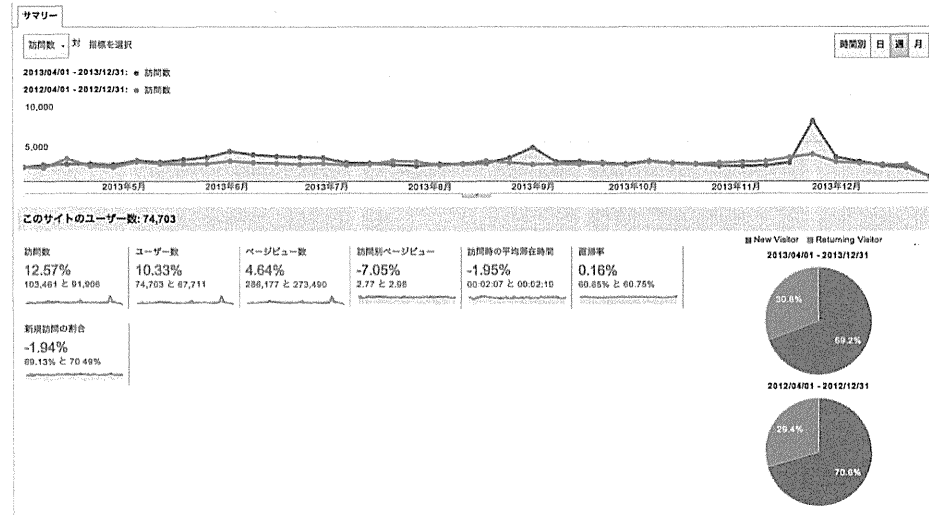 サマリー
訪問数 対 指標を選択
時間別 日 週 月
2013/04/01 - 2013/12/31: 訪問数
2012/04/01 - 2012/12/31: 訪問数
10,000
5,000
2013年5月 2013年6月 2013年7月 2013年8月 2013年9月 2013年10月 2013年11月 2013年12月
このサイトのユーザー数: 74,703
訪問数
12.57%
103,461 と 91,906
ユーザー数
10.33%
74,703 と 67,711
ページビュー数
4.64%
286,177 と 273,490
訪問別ページビュー
-7.05%
2.77 と 2.98
訪問時の平均滞在時間
-1.95%
00:02:07 と 00:02:10
直帰率
0.16%
60.85% と 60.75%
新規訪問の割合
-1.94%
69.13% と 70.49%
New Visitor Returning Visitor
2013/04/01 - 2013/12/31
30.8%
69.2%
2012/04/01 - 2012/12/31
29.4%
70.6%